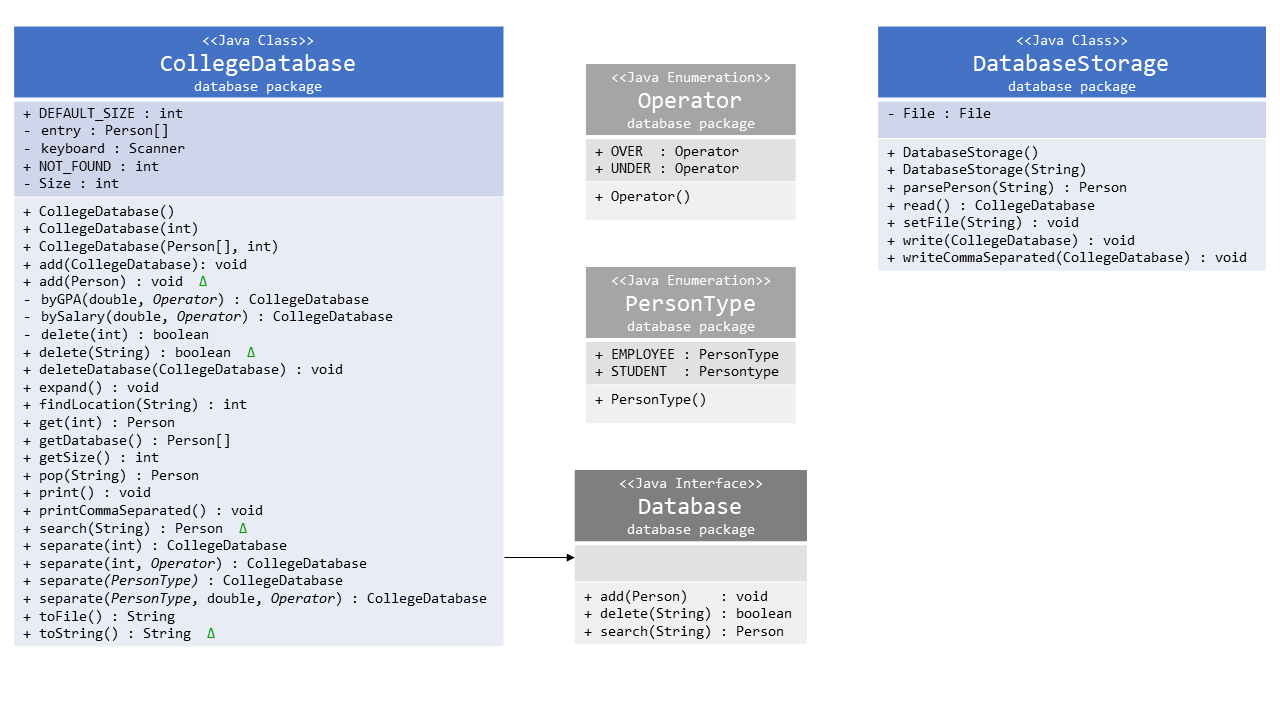 <<Java Class>>
CollegeDatabase
database package
+ DEFAULT_SIZE : int
- entry : Person[]
- keyboard : Scanner
+ NOT_FOUND : int
- Size : int
+ CollegeDatabase()
+ CollegeDatabase(int)
+ CollegeDatabase(Person[], int)
+ add(CollegeDatabase): void
+ add(Person) : void Δ
- byGPA(double, Operator) : CollegeDatabase
- bySalary(double, Operator) : CollegeDatabase
- delete(int) : boolean
+ delete(String) : boolean Δ
+ deleteDatabase(CollegeDatabase) : void
+ expand() : void
+ findLocation(String) : int
+ get(int) : Person
+ getDatabase() : Person[]
+ getSize() : int
+ pop(String) : Person
+ print() : void
+ printCommaSeparated() : void
+ search(String) : Person Δ
+ separate(int) : CollegeDatabase
+ separate(int, Operator) : CollegeDatabase
+ separate(PersonType) : CollegeDatabase
+ separate(PersonType, double, Operator) : CollegeDatabase
+ toFile() : String
+ toString() : String Δ
<<Java Enumeration>>
Operator
database package
+ OVER : Operator
+ UNDER : Operator
+ Operator()
<<Java Enumeration>>
PersonType
database package
+ EMPLOYEE : PersonType
+ STUDENT : Persontype
+ PersonType()
<<Java Interface>>
Database
database package
+ add(Person) : void
+ delete(String) : boolean
+ search(String) : Person
<<Java Class>>
DatabaseStorage
database package
- File : File
+ DatabaseStorage()
+ DatabaseStorage(String)
+ parsePerson(String) : Person
+ read() : CollegeDatabase
+ setFile(String) : void
+ write(CollegeDatabase) : void
+ writeCommaSeparated(CollegeDatabase) : void